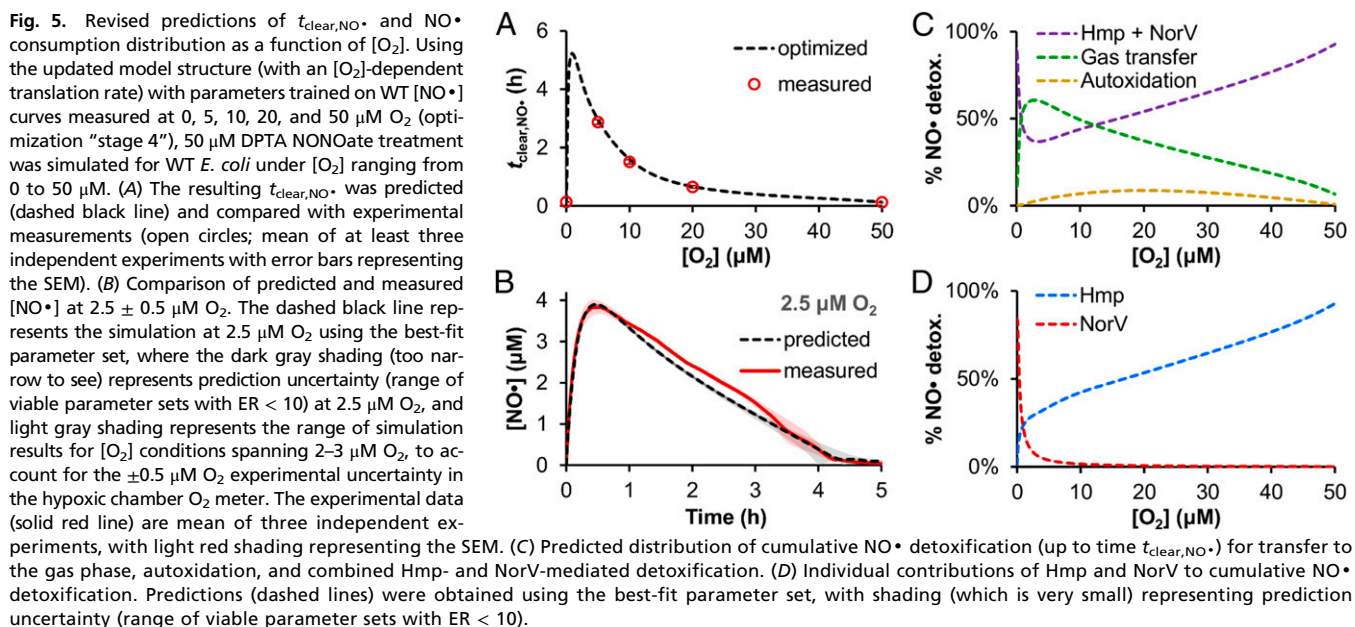 Fig. 5. Revised predictions of t_clear,NO• and NO•
consumption distribution as a function of [O₂]. Using
the updated model structure (with an [O₂]-dependent
translation rate) with parameters trained on WT [NO•]
curves measured at 0, 5, 10, 20, and 50 μM O₂ (opti-
mization “stage 4”), 50 μM DPTA NONOate treatment
was simulated for WT E. coli under [O₂] ranging from
0 to 50 μM. (A) The resulting t_clear,NO• was predicted
(dashed black line) and compared with experimental
measurements (open circles; mean of at least three
independent experiments with error bars representing
the SEM). (B) Comparison of predicted and measured
[NO•] at 2.5 ± 0.5 μM O₂. The dashed black line rep-
resents the simulation at 2.5 μM O₂ using the best-fit
parameter set, where the dark gray shading (too nar-
row to see) represents prediction uncertainty (range of
viable parameter sets with ER < 10) at 2.5 μM O₂, and
light gray shading represents the range of simulation
results for [O₂] conditions spanning 2–3 μM O₂, to ac-
count for the ±0.5 μM O₂ experimental uncertainty in
the hypoxic chamber O₂ meter. The experimental data
(solid red line) are mean of three independent ex-
periments, with light red shading representing the SEM. (C) Predicted distribution of cumulative NO• detoxification (up to time t_clear,NO•) for transfer to
the gas phase, autoxidation, and combined Hmp- and NorV-mediated detoxification. (D) Individual contributions of Hmp and NorV to cumulative NO•
detoxification. Predictions (dashed lines) were obtained using the best-fit parameter set, with shading (which is very small) representing prediction
uncertainty (range of viable parameter sets with ER < 10).
A
t_clear,NO• (h)
6
4
2
0
optimized
measured
0 10 20 30 40 50
[O₂] (μM)
B
[NO•] (μM)
4
3
2
1
0
2.5 μM O₂
predicted
measured
0 1 2 3 4 5
Time (h)
C
% NO• detox.
100%
50%
0%
Hmp + NorV
Gas transfer
Autoxidation
0 10 20 30 40 50
[O₂] (μM)
D
% NO• detox.
100%
50%
0%
Hmp
NorV
0 10 20 30 40 50
[O₂] (μM)